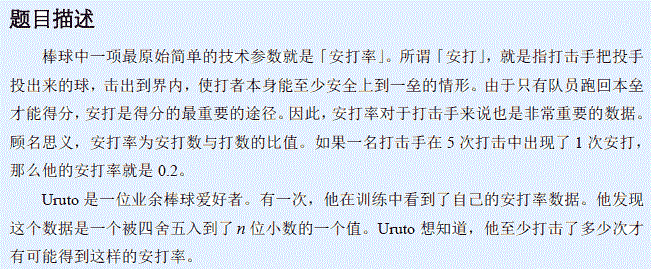 题目描述
棒球中一项最原始简单的技术参数就是「安打率」。所谓「安打」，就是指打击手把投手
投出来的球，击出到界内，使打者本身能至少安全上到一垒的情形。由于只有队员跑回本垒
才能得分，安打是得分的最重要的途径。因此，安打率对于打击手来说也是非常重要的数据。
顾名思义，安打率为安打数与打数的比值。如果一名打击手在 5 次打击中出现了 1 次安打，
那么他的安打率就是 0.2。
Uruto 是一位业余棒球爱好者。有一次，他在训练中看到了自己的安打率数据。他发现
这个数据是一个被四舍五入到了 n 位小数的一个值。Uruto 想知道，他至少打击了多少次才
有可能得到这样的安打率。